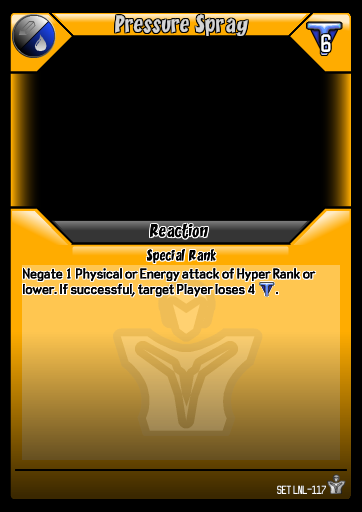 Pressure Spray
6
Reaction
Special Rank
Negate 1 Physical or Energy attack of Hyper Rank or
lower. If successful, target Player loses 4 .
SET LNL-117